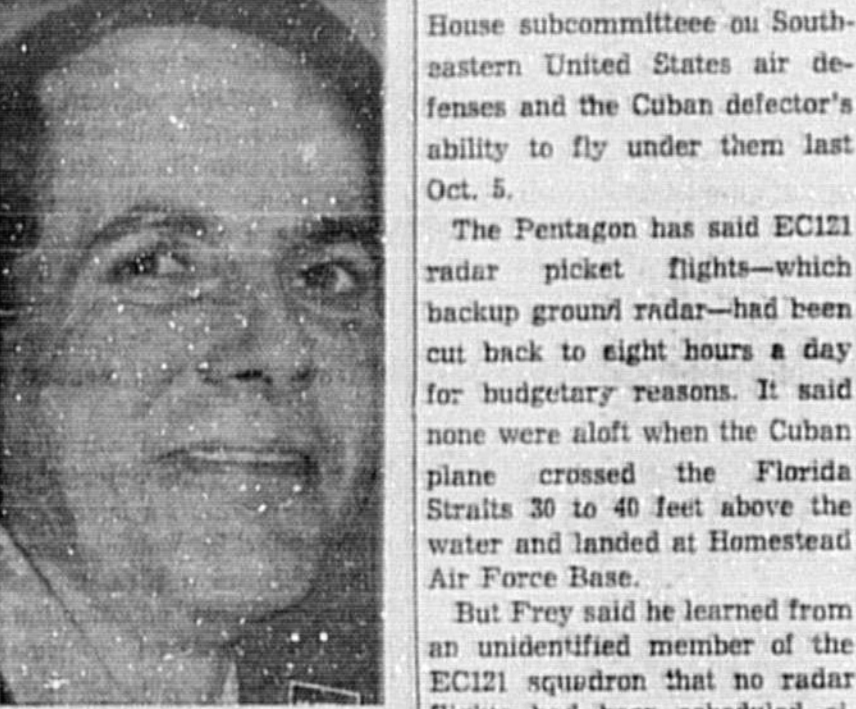 House subcommitteee on South-
eastern United States air de-
fenses and the Cuban defector's
ability to fly under them last
Oct. 5.
The Pentagon has said EC121
radar picket flights—which
backup ground radar—had been
cut back to eight hours a day
for budgetary reasons. It said
none were aloft when the Cuban
plane crossed the Florida
Straits 30 to 40 feet above the
water and landed at Homestead
Air Force Base.
But Frey said he learned from
an unidentified member of the
EC121 squadron that no radar